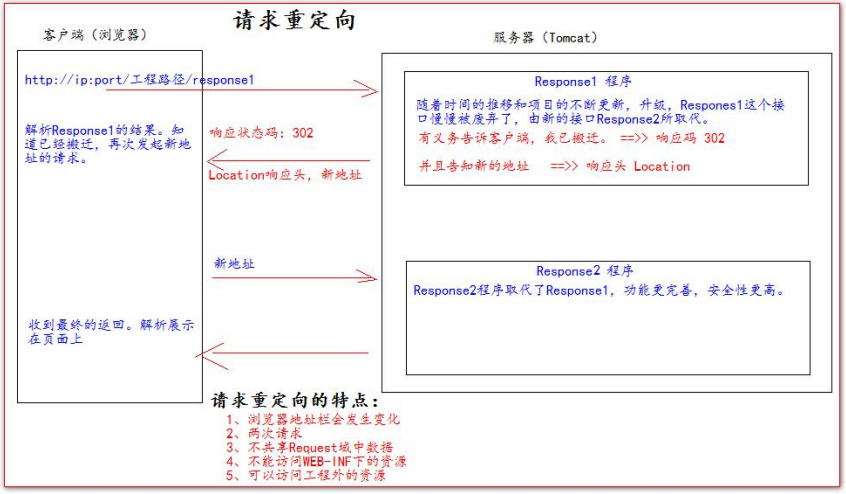 请求重定向
客户端（浏览器）
服务器（Tomcat）
http://ip:port/工程路径/response1
解析Response1的结果。知
道已经搬迁，再次发起新地
址的请求。
响应状态码：302
Location响应头，新地址
Response1 程序
随着时间的推移和项目的不断更新，升级，Respones1这个接
口慢慢被废弃了，由新的接口Response2所取代。
有义务告诉客户端，我已搬迁。 ==>> 响应码 302
并且告知新的地址 ==>> 响应头 Location
新地址
Response2 程序
Response2程序取代了Response1，功能更完善，安全性更高。
收到最终的返回。解析展示
在页面上
请求重定向的特点：
1、浏览器地址栏会发生变化
2、两次请求
3、不共享Request域中数据
4、不能访问WEB-INF下的资源
5、可以访问工程外的资源